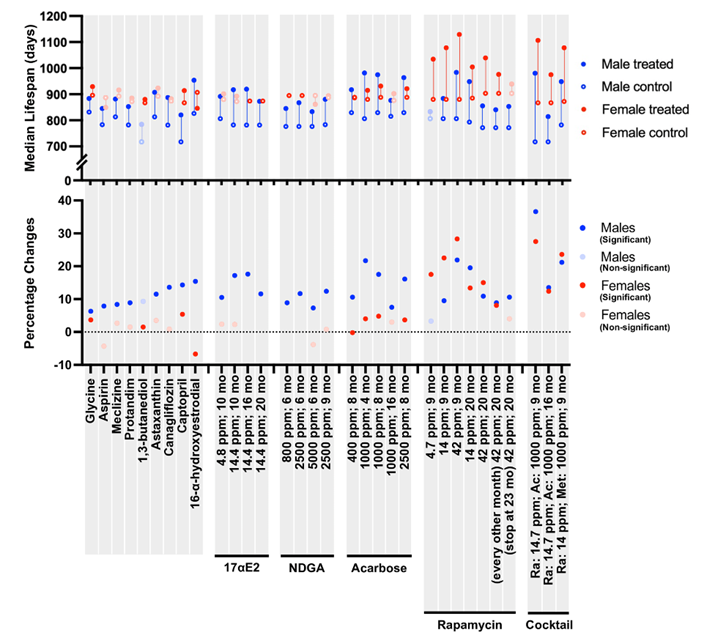 Median Lifespan (days)
1200
1100
1000
900
800
700
0
Male treated
Male control
Female treated
Female control
Percentage Changes
40
30
20
10
0
-10
Males
(Significant)
Males
(Non-significant)
Females
(Significant)
Females
(Non-significant)
Glycine
Aspirin
Meclizine
Protandim
1,3-butanediol
Astaxanthin
Canagliflozin
Captopril
16-α-hydroxyestrodial
4.8 ppm; 10 mo
14.4 ppm; 10 mo
14.4 ppm; 16 mo
14.4 ppm; 20 mo
800 ppm; 6 mo
2500 ppm; 6 mo
5000 ppm; 6 mo
2500 ppm; 9 mo
400 ppm; 8 mo
1000 ppm; 4 mo
1000 ppm; 8 mo
1000 ppm; 16 mo
2500 ppm; 8 mo
4.7 ppm; 9 mo
14 ppm; 9 mo
42 ppm; 9 mo
14 ppm; 20 mo
42 ppm; 20 mo
(every other month) 42 ppm; 20 mo
(stop at 23 mo) 42 ppm; 20 mo
Ra: 14.7 ppm; Ac: 1000 ppm; 9 mo
Ra: 14.7 ppm; Ac: 1000 ppm; 16 mo
Ra: 14 ppm; Met: 1000 ppm; 9 mo
17αE2
NDGA
Acarbose
Rapamycin
Cocktail